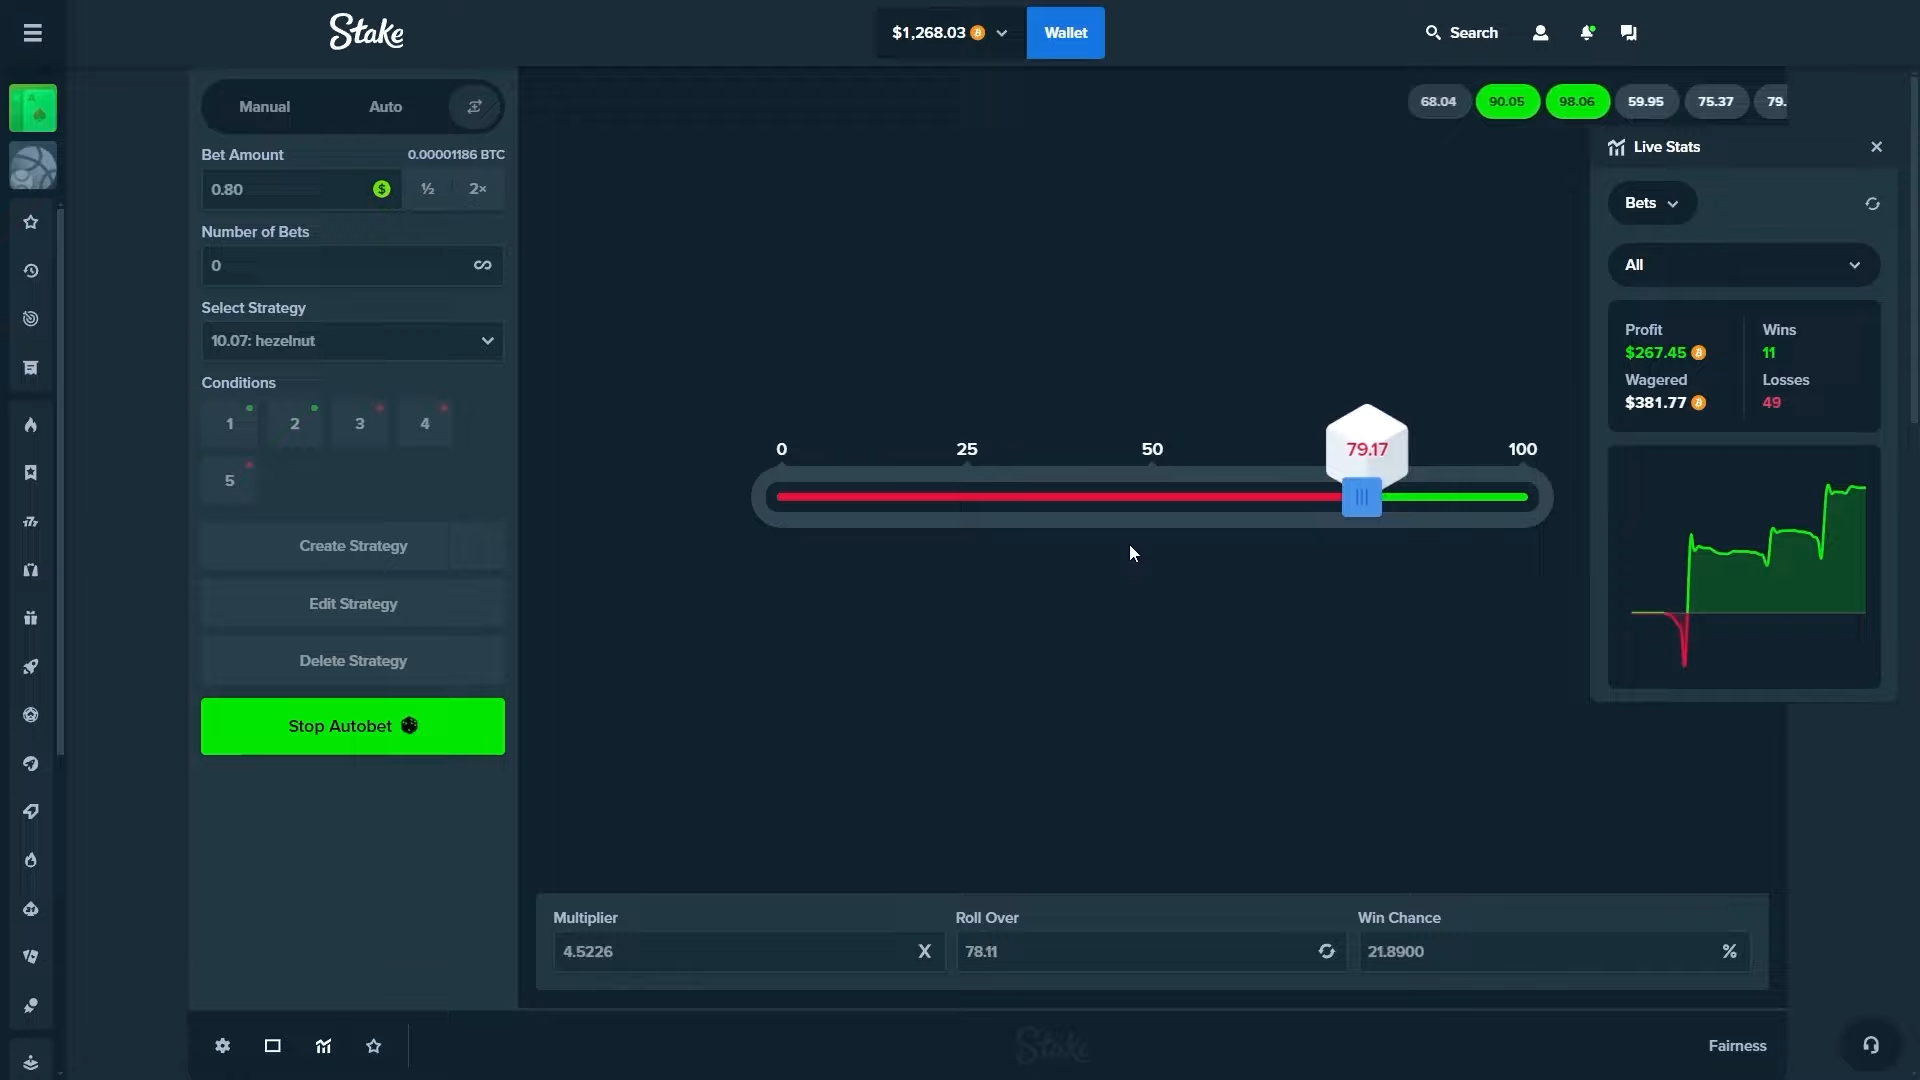 Stake
$1,268.03
Wallet
Search
Manual
Auto
68.04
90.05
98.06
59.95
75.37
79.
Bet Amount
0.00001186 BTC
0.80
½
2×
Number of Bets
0
Select Strategy
10.07: hezelnut
Conditions
1
2
3
4
5
Create Strategy
Edit Strategy
Delete Strategy
Stop Autobet
0
25
50
79.17
100
Live Stats
Bets
All
Profit
$267.45
Wins
11
Wagered
$381.77
Losses
49
Multiplier
4.5226
X
Roll Over
78.11
Win Chance
21.8900
%
Stake
Fairness